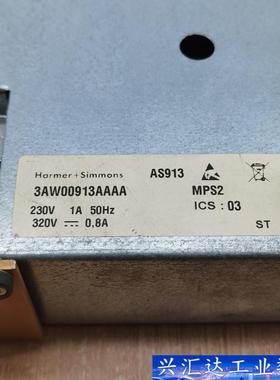 Harmer+Simmons AS913
3AW00913AAAA MPS2
230V 1A 50Hz ICS : 03
320V ⎓ 0,8A ST
兴汇达工业